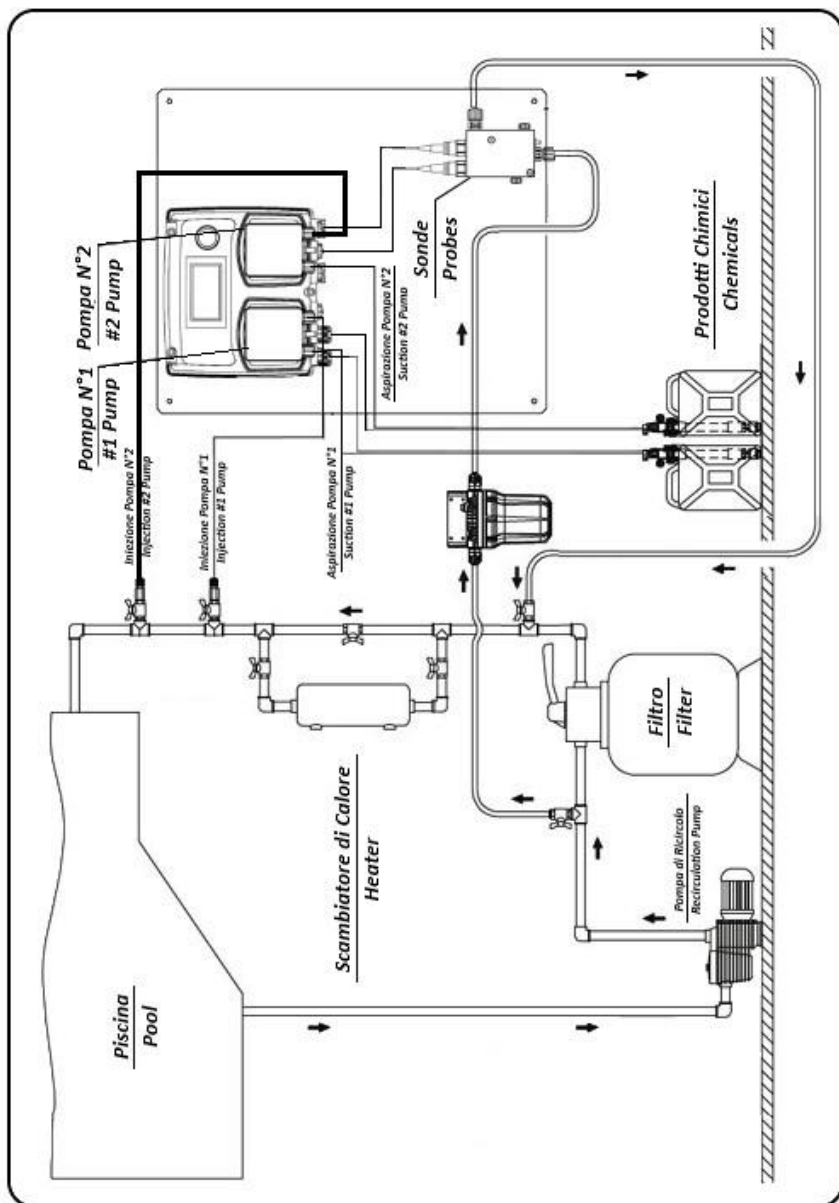 Pompa N°2
#2 Pump
Pompa N°1
#1 Pump
Iniezione Pompa N°2
Injection #2 Pump
Iniezione Pompa N°1
Injection #1 Pump
Aspirazione Pompa N°1
Suction #1 Pump
Aspirazione Pompa N°2
Suction #2 Pump
Sonde
Probes
Prodotti Chimici
Chemicals
Scambiatore di Calore
Heater
Filtro
Filter
Pompa di Ricircolo
Recirculation Pump
Piscina
Pool